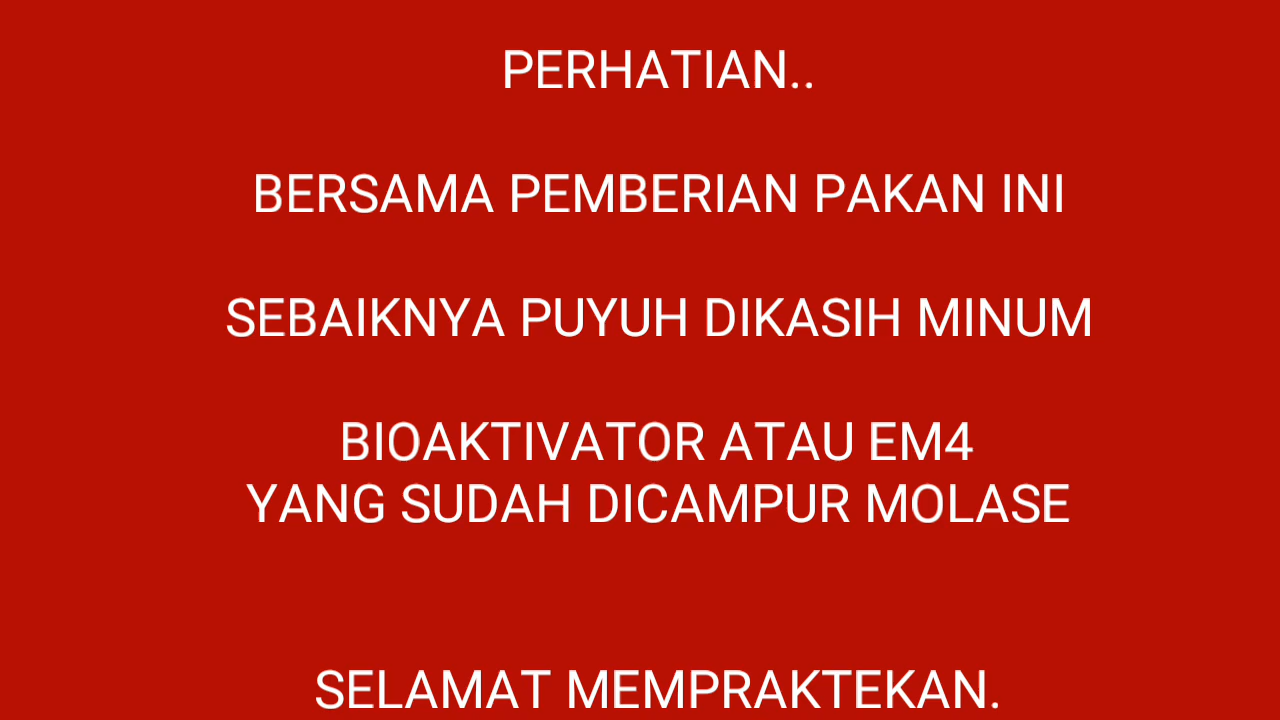 PERHATIAN..
BERSAMA PEMBERIAN PAKAN INI
SEBAIKNYA PUYUH DIKASIH MINUM
BIOAKTIVATOR ATAU EM4
YANG SUDAH DICAMPUR MOLASE
SELAMAT MEMPRAKTEKAN.